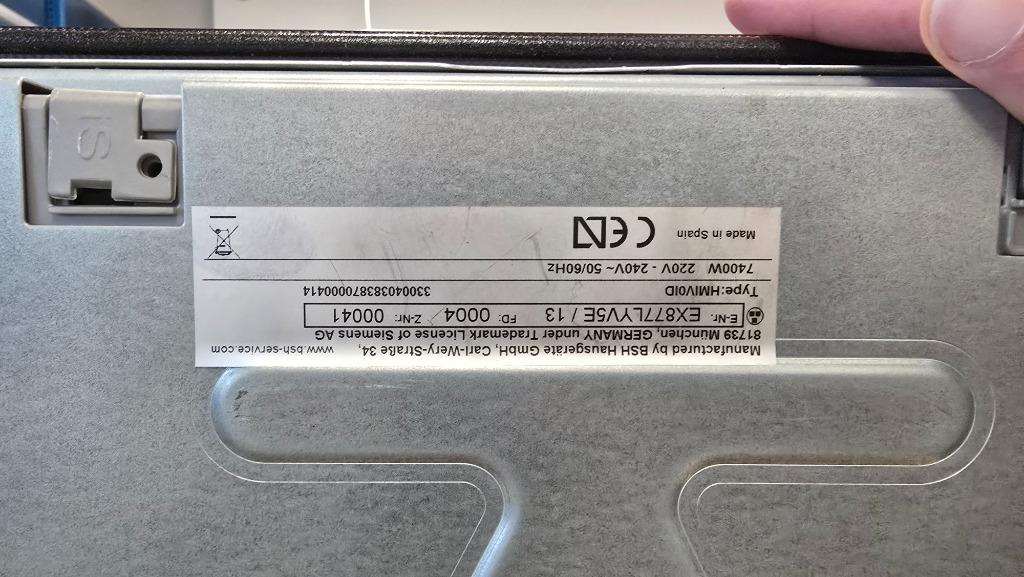 Manufactured by BSH Hausgeräte GmbH, Carl-Wery-Straße 34, www.bsh-service.com
81739 München, GERMANY under Trademark License of Siemens AG
E-Nr. EX877LYV5E / 13 FD: 0004 Z-Nr: 00041
Type:HMIV0ID 330040383870000414
7400W 220V - 240V~ 50/60Hz
Made in Spain CE